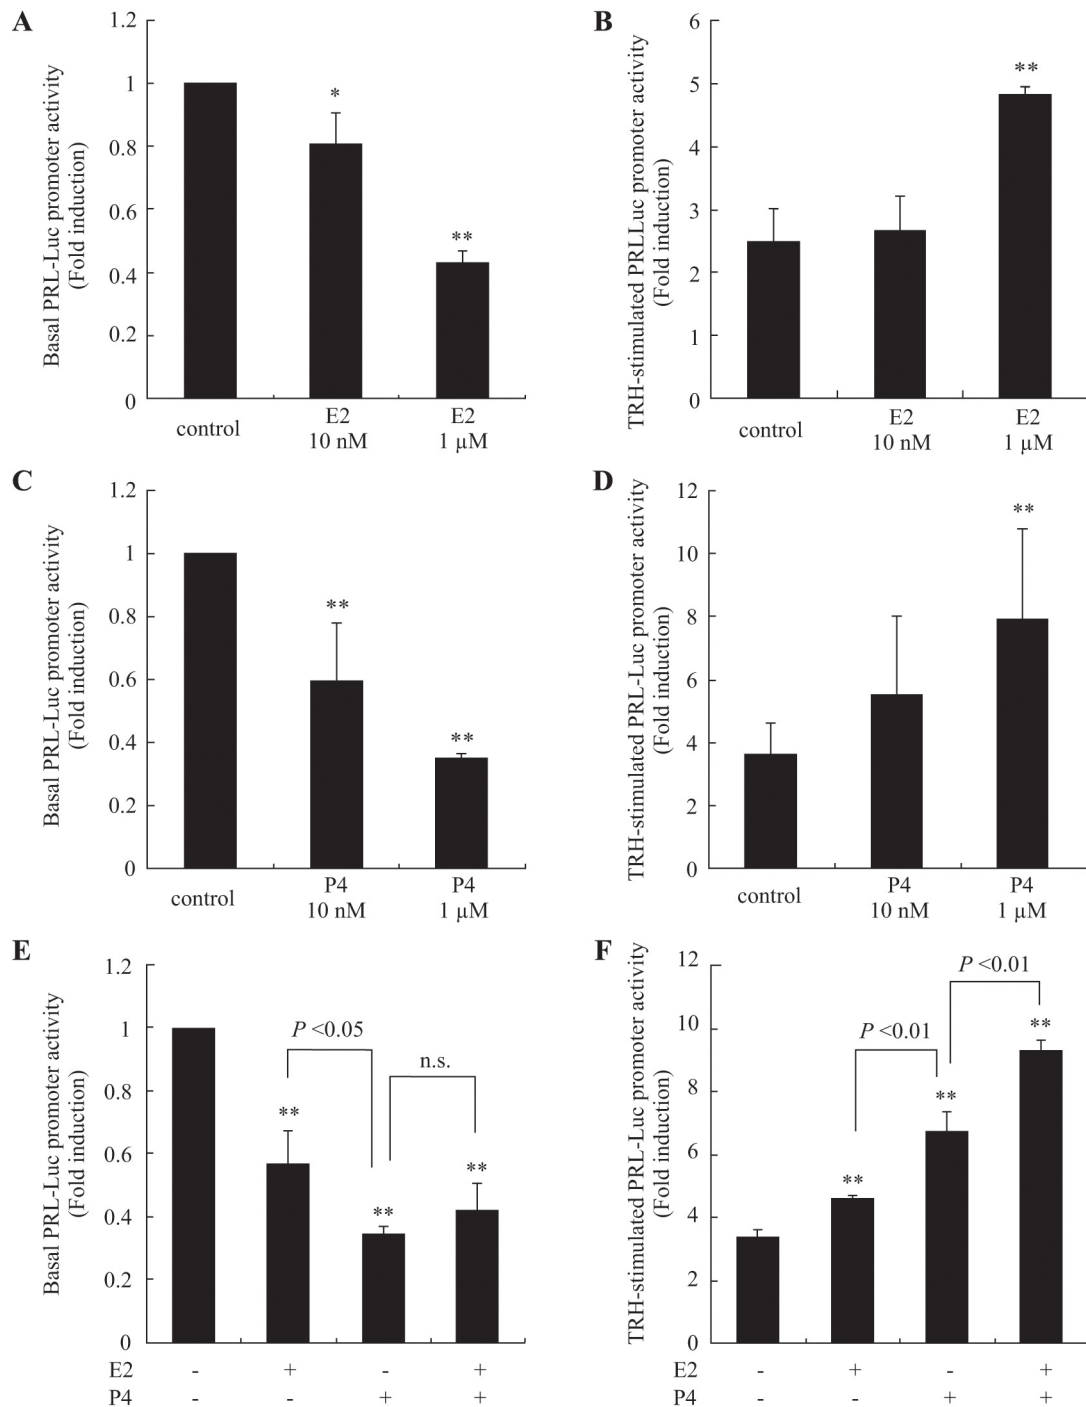 A
Basal PRL-Luc promoter activity
(Fold induction)
1.2
1
0.8
0.6
0.4
0.2
0
*
**
control
E2
10 nM
E2
1 µM
B
TRH-stimulated PRLLuc promoter activity
(Fold induction)
6
5
4
3
2
1
0
**
control
E2
10 nM
E2
1 µM
C
Basal PRL-Luc promoter activity
(Fold induction)
1.2
1
0.8
0.6
0.4
0.2
0
**
**
control
P4
10 nM
P4
1 µM
D
TRH-stimulated PRL-Luc promoter activity
(Fold induction)
12
10
8
6
4
2
0
**
control
P4
10 nM
P4
1 µM
E
Basal PRL-Luc promoter activity
(Fold induction)
1.2
1
0.8
0.6
0.4
0.2
0
P <0.05
n.s.
**
**
**
E2 - + - +
P4 - - + +
F
TRH-stimulated PRL-Luc promoter activity
(Fold induction)
12
10
8
6
4
2
0
P <0.01
P <0.01
**
**
**
- + - +
- - + +